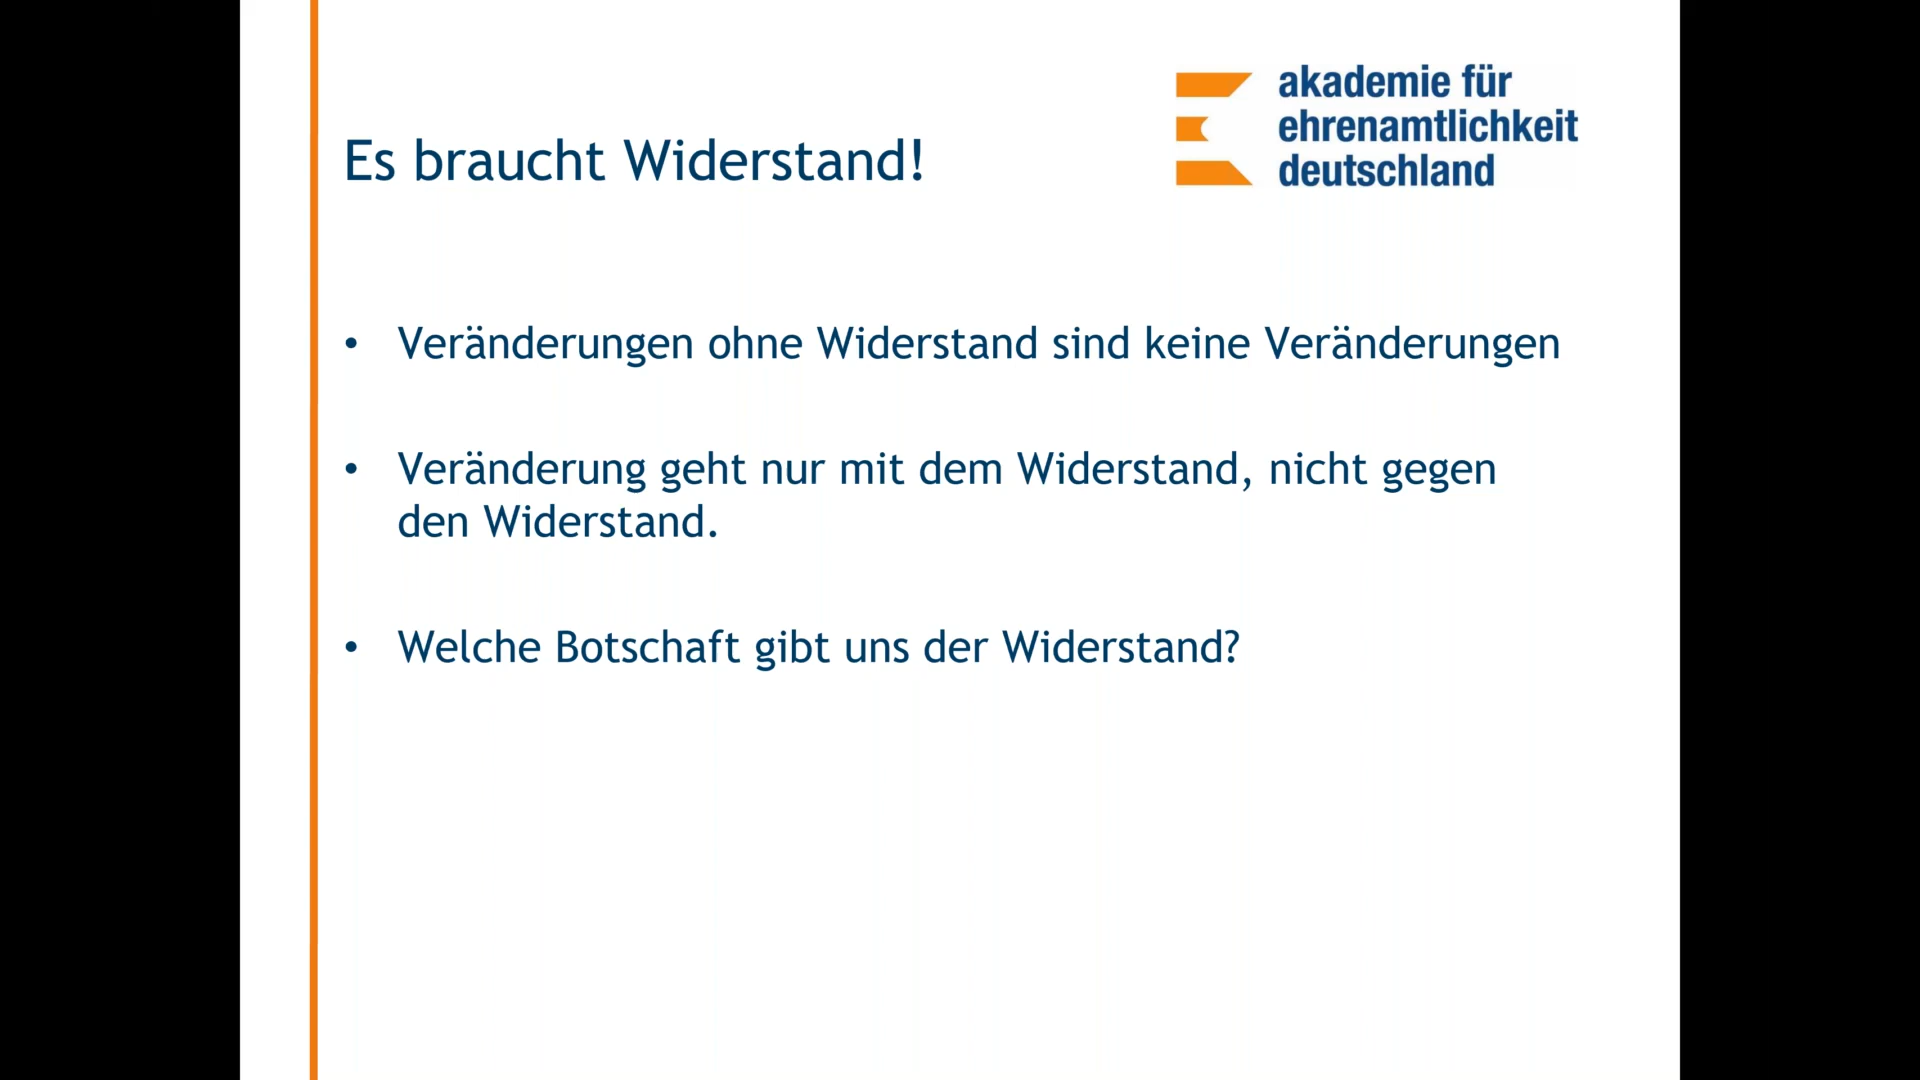 akademie für
ehrenamtlichkeit
deutschland
Es braucht Widerstand!
• Veränderungen ohne Widerstand sind keine Veränderungen
• Veränderung geht nur mit dem Widerstand, nicht gegen
den Widerstand.
• Welche Botschaft gibt uns der Widerstand?